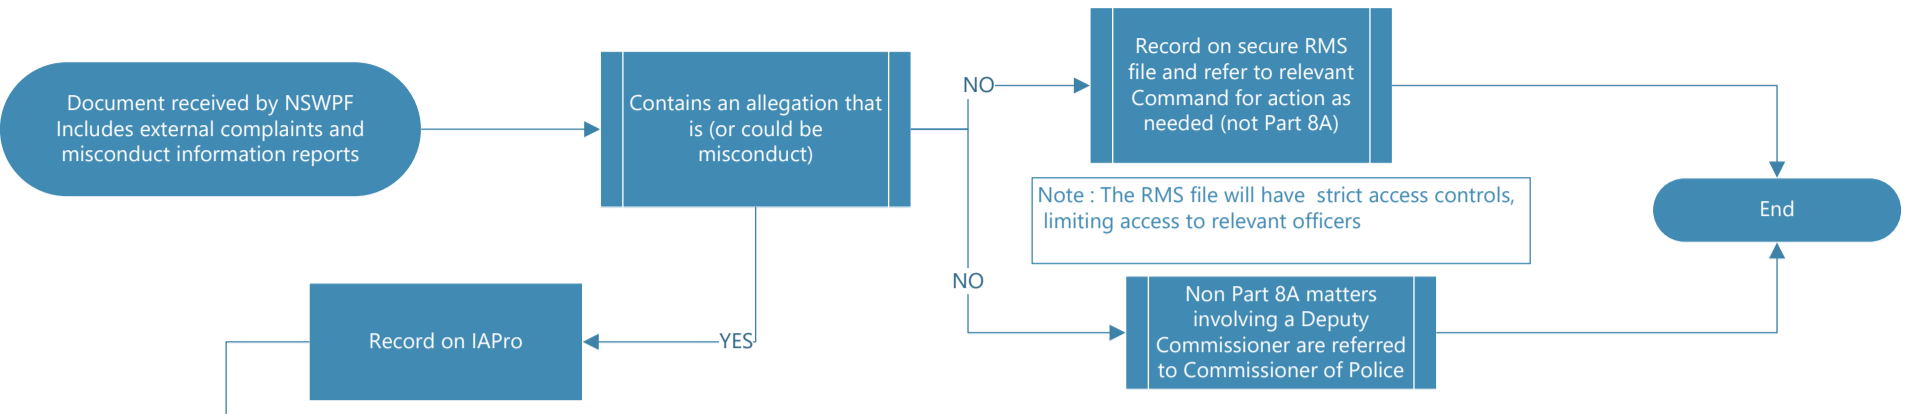 Document received by NSWPF
Includes external complaints and
misconduct information reports
Contains an allegation that
is (or could be
misconduct)
NO
Record on secure RMS
file and refer to relevant
Command for action as
needed (not Part 8A)
Note : The RMS file will have  strict access controls,
limiting access to relevant officers
End
NO
Non Part 8A matters
involving a Deputy
Commissioner are referred
to Commissioner of Police
YES
Record on IAPro